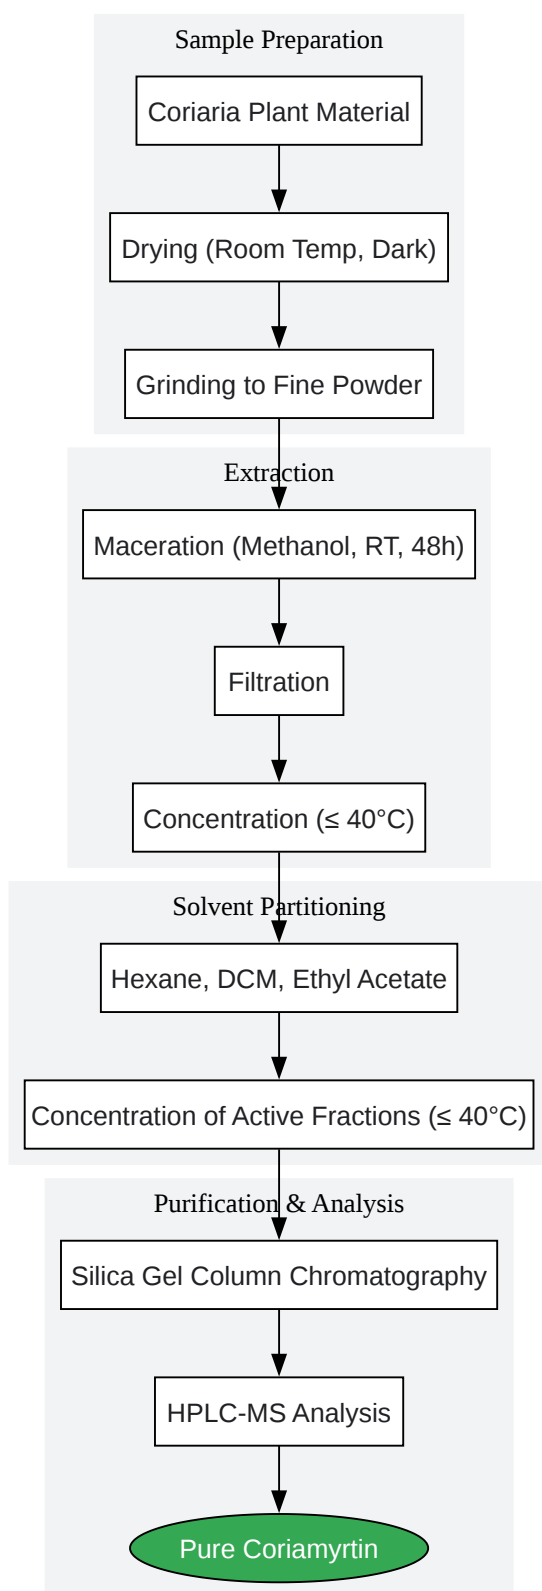 Sample Preparation
Coriaria Plant Material
Drying (Room Temp, Dark)
Grinding to Fine Powder
Extraction
Maceration (Methanol, RT, 48h)
Filtration
Concentration (≤ 40°C)
Solvent Partitioning
Hexane, DCM, Ethyl Acetate
Concentration of Active Fractions (≤ 40°C)
Purification & Analysis
Silica Gel Column Chromatography
HPLC-MS Analysis
Pure Coriamyrtin